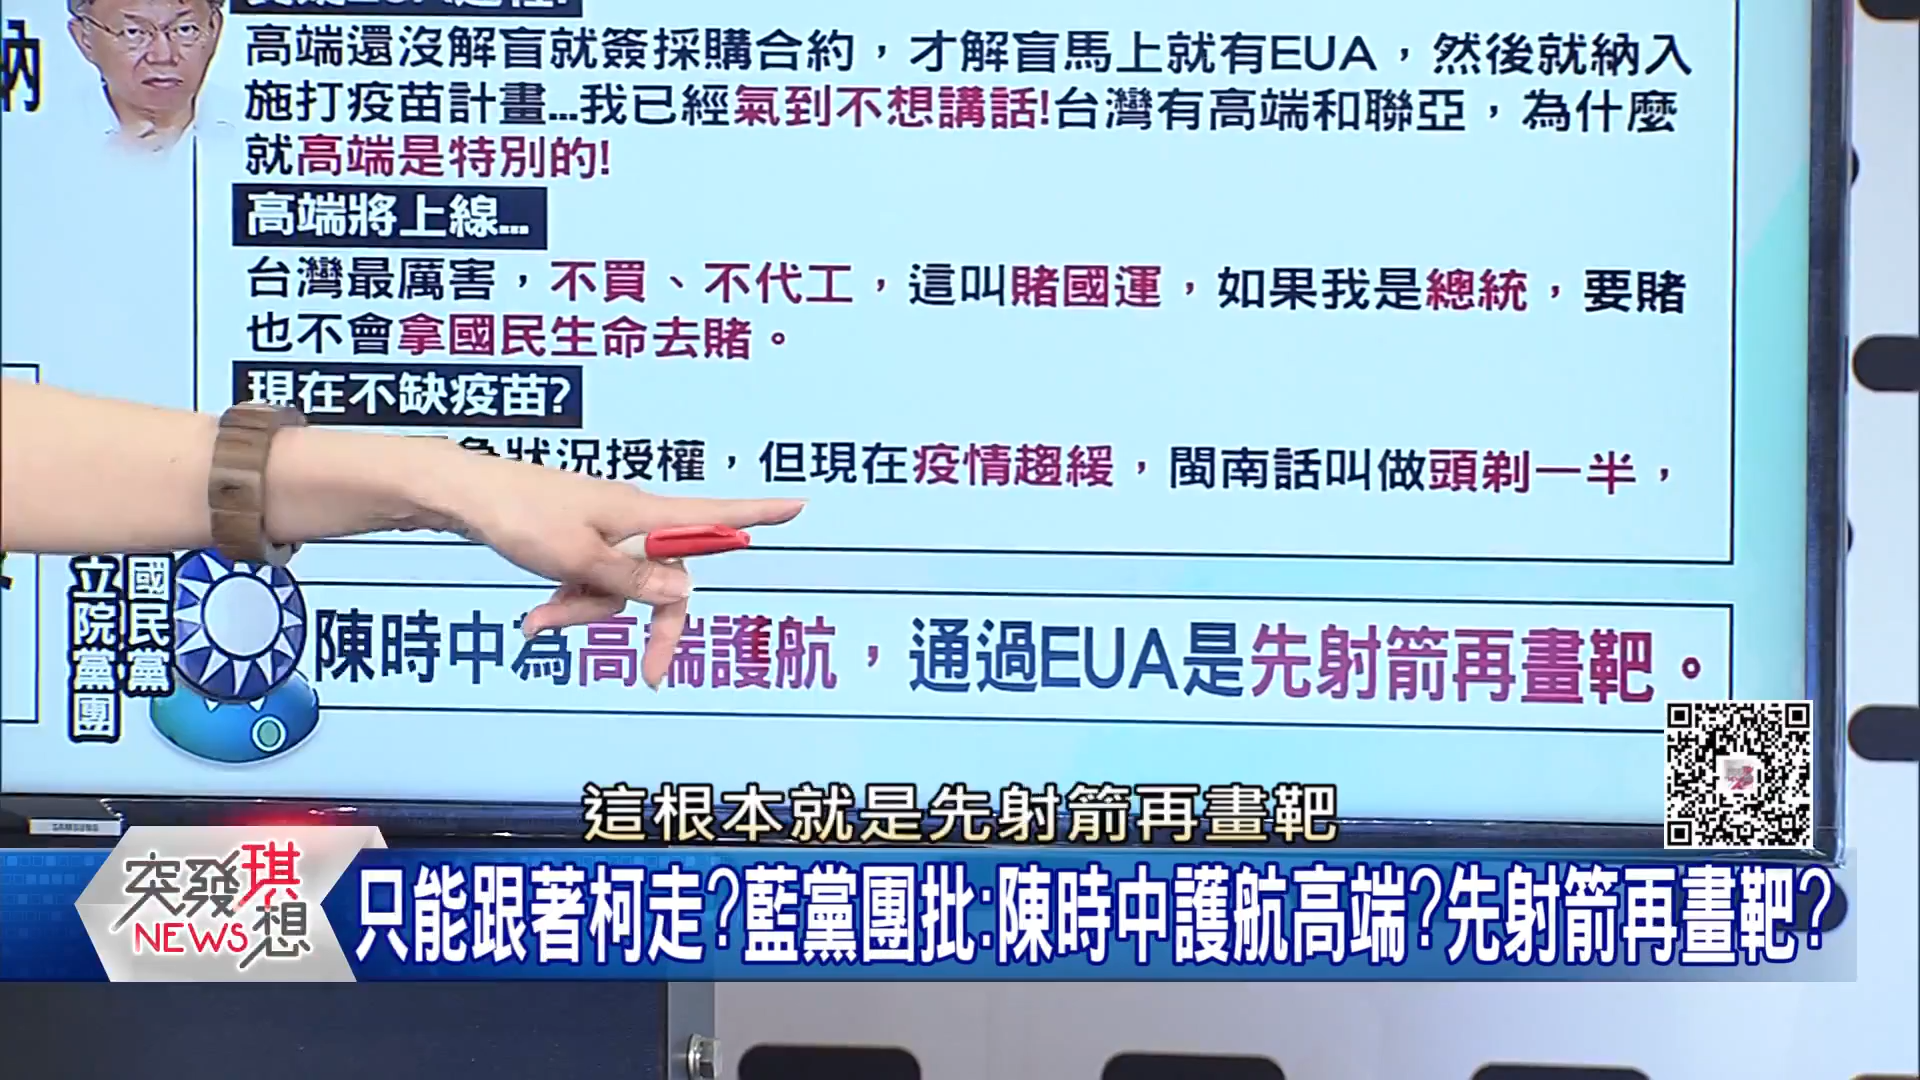 高端還沒解盲就簽採購合約，才解盲馬上就有EUA，然後就納入
施打疫苗計畫...我已經氣到不想講話!台灣有高端和聯亞，為什麼
就高端是特別的!
高端將上線...
台灣最厲害，不買、不代工，這叫賭國運，如果我是總統，要賭
也不會拿國民生命去賭。
現在不缺疫苗?
狀況授權，但現在疫情趨緩，閩南話叫做頭剃一半，
國民黨
立院黨團
陳時中為高端護航，通過EUA是先射箭再畫靶。
SAMSUNG
這根本就是先射箭再畫靶
突發琪想
NEWS
只能跟著柯走?藍黨團批:陳時中護航高端?先射箭再畫靶?